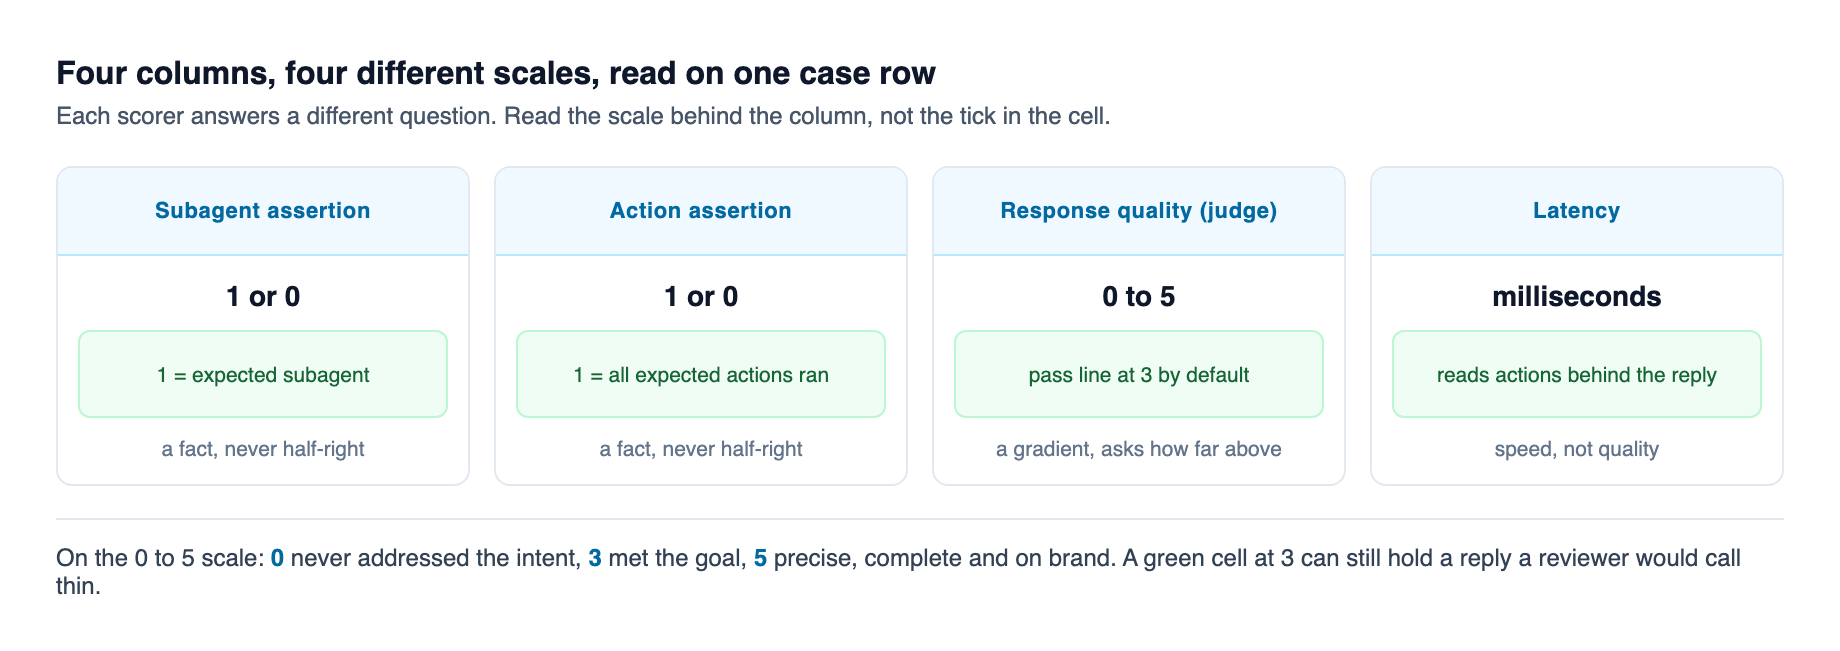 Four columns, four different scales, read on one case row
Each scorer answers a different question. Read the scale behind the column, not the tick in the cell.
Subagent assertion
1 or 0
1 = expected subagent
a fact, never half-right
Action assertion
1 or 0
1 = all expected actions ran
a fact, never half-right
Response quality (judge)
0 to 5
pass line at 3 by default
a gradient, asks how far above
Latency
milliseconds
reads actions behind the reply
speed, not quality
On the 0 to 5 scale: 0 never addressed the intent, 3 met the goal, 5 precise, complete and on brand. A green cell at 3 can still hold a reply a reviewer would call
thin.